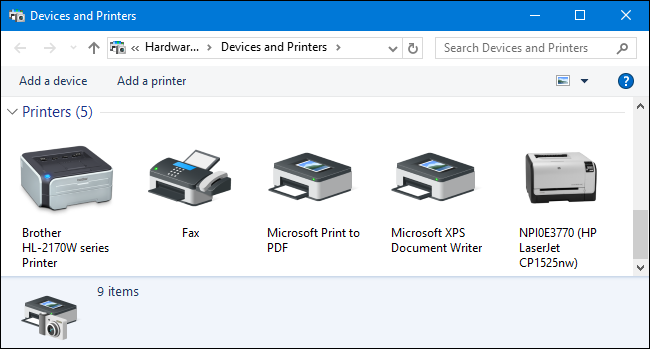 Devices and Printers
« Hardwar... > Devices and Printers >
Search Devices and Printers
Add a device
Add a printer
?
Printers (5)
Brother
HL-2170W series
Printer
Fax
Microsoft Print to
PDF
Microsoft XPS
Document Writer
NPI0E3770 (HP
LaserJet
CP1525nw)
9 items